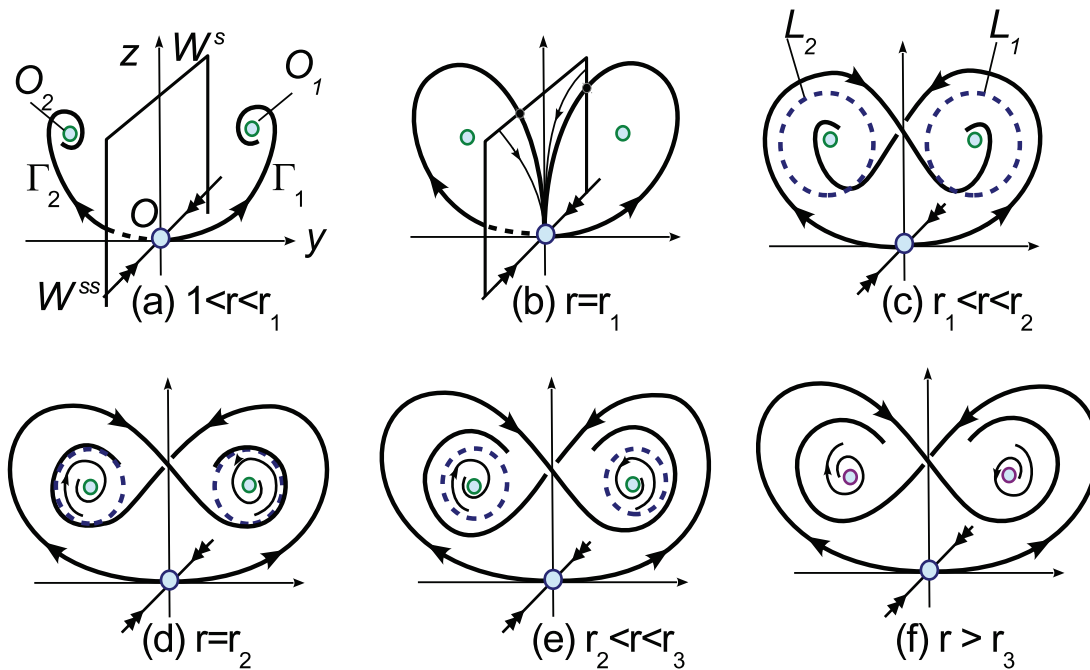 z
Wˢ
O₁
O₂
Γ₂
Γ₁
O
y
Wˢˢ
(a) 1<r<r₁
(b) r=r₁
L₂
L₁
(c) r₁<r<r₂
(d) r=r₂
(e) r₂<r<r₃
(f) r > r₃